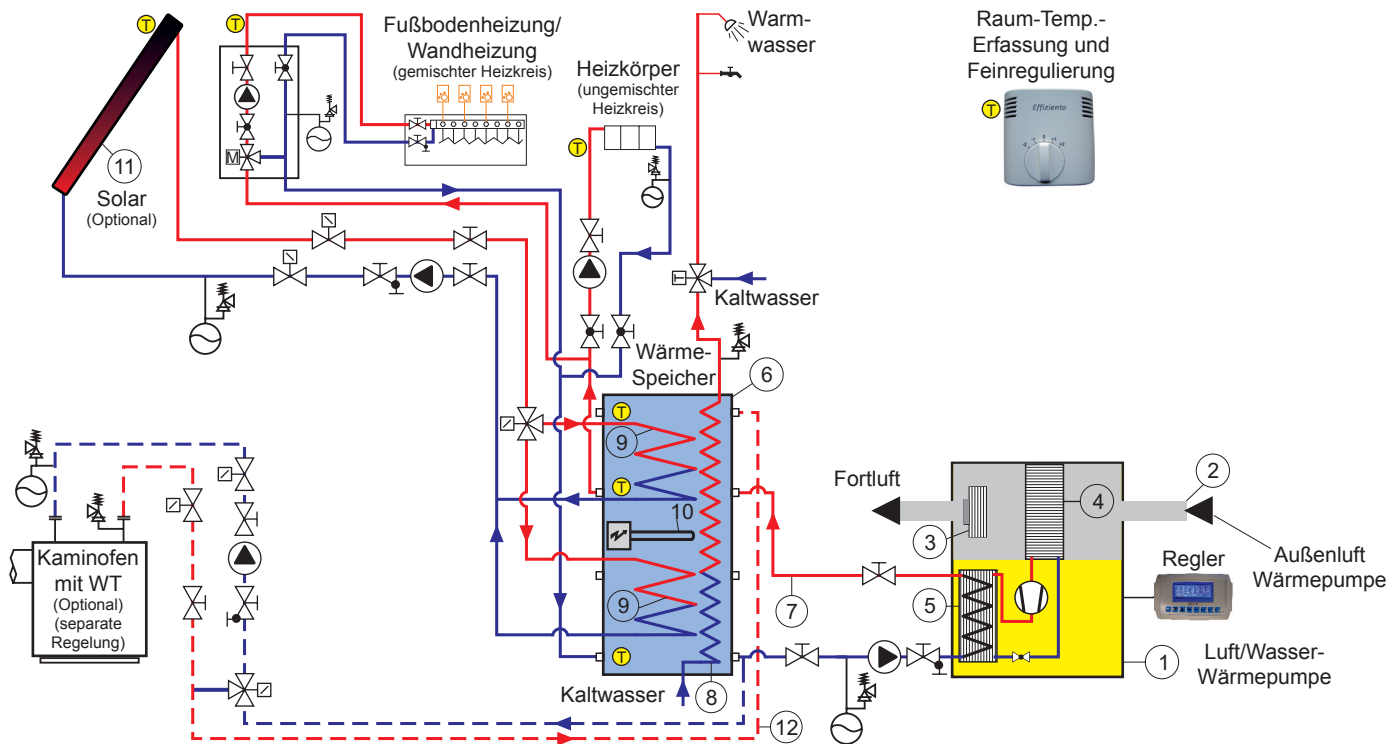 T
T
Fußbodenheizung/
Wandheizung
(gemischter Heizkreis)
Heizkörper
(ungemischter
Heizkreis)
T
Warm-
wasser
Raum-Temp.-
Erfassung und
Feinregulierung
T
Effiziento
M
11
Solar
(Optional)
T
Kaltwasser
Wärme-
Speicher
6
T
9
T
10
9
T
Kaltwasser
8
7
12
Kaminofen
mit WT
(Optional)
(separate
Regelung)
Fortluft
2
4
3
5
Außenluft
Wärmepumpe
Regler
1
Luft/Wasser-
Wärmepumpe